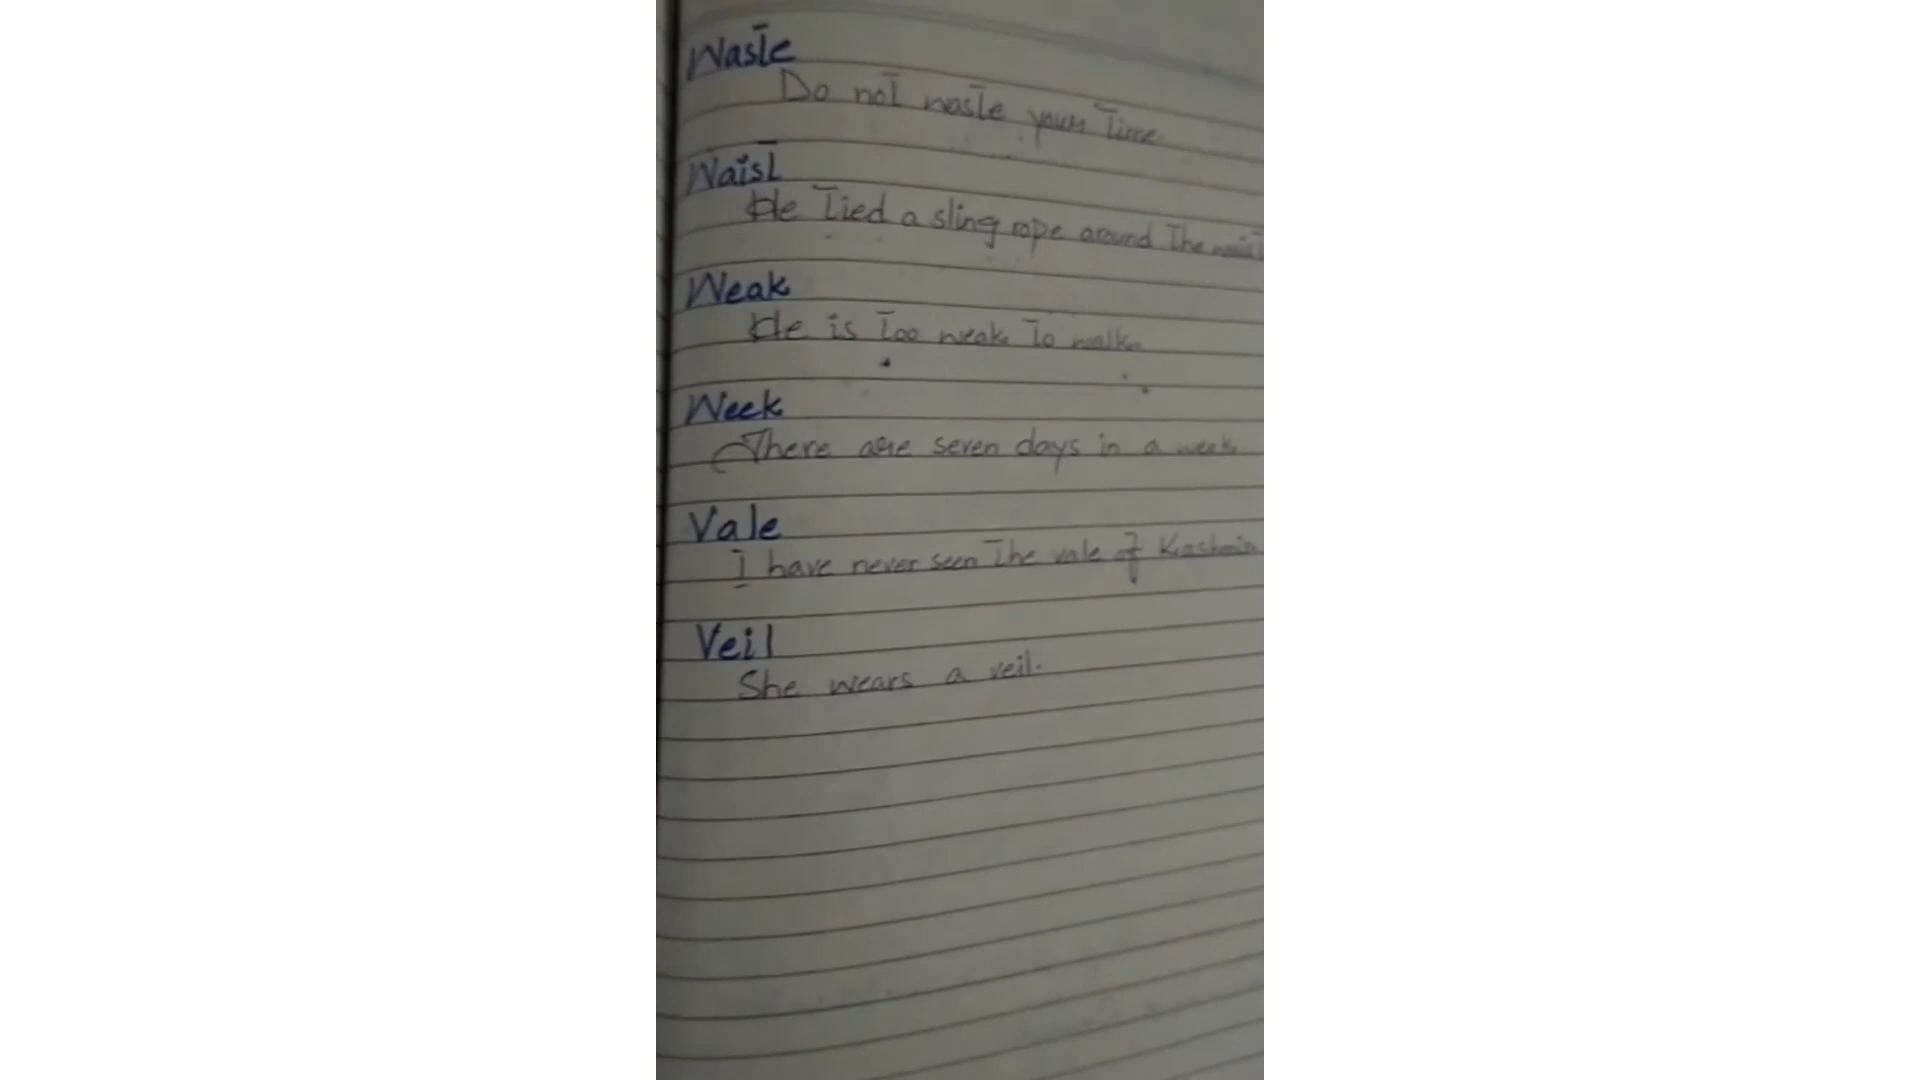 Waste
Do not waste your time.
Waist
He tied a sling rope around the waist
Weak
He is too weak to walk.
Week
There are seven days in a week.
Vale
I have never seen the vale of Kashmir
Veil
She wears a veil.